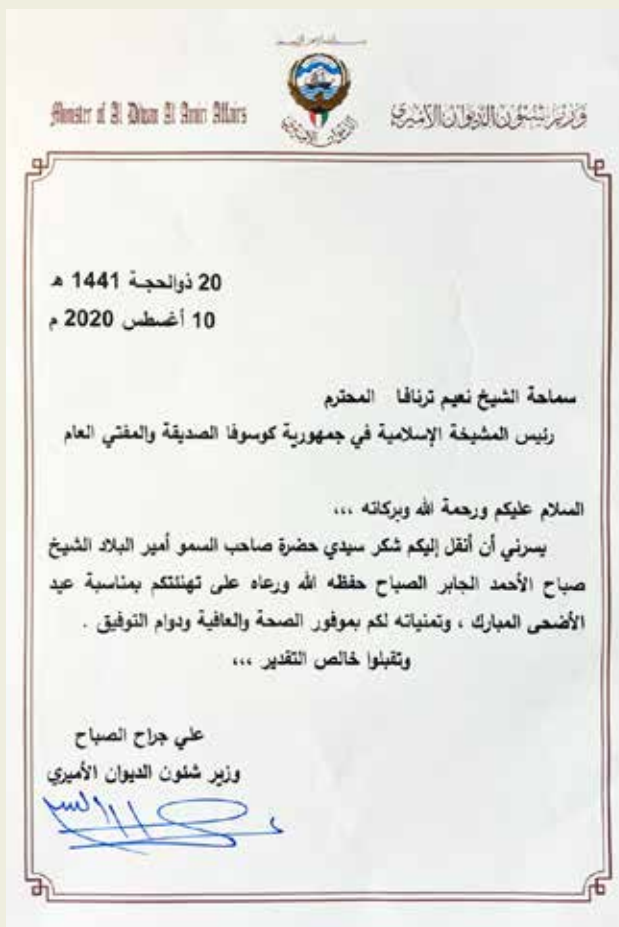 Minister of Al Diwan Al Amiri Affairs
وزير شئون الديوان الأميري
20 ذوالحجة 1441 هـ
10 أغسطس 2020 م
سماحة الشيخ نعيم ترنافا المحترم
رئيس المشيخة الإسلامية في جمهورية كوسوفا الصديقة والمفتي العام
السلام عليكم ورحمة الله وبركاته ،،،
يسرني أن أنقل إليكم شكر سيدي حضرة صاحب السمو أمير البلاد الشيخ
صباح الأحمد الجابر الصباح حفظه الله ورعاه على تهنئتكم بمناسبة عيد
الأضحى المبارك ، وتمنياته لكم بموفور الصحة والعافية ودوام التوفيق .
وتقبلوا خالص التقدير ،،،
علي جراح الصباح
وزير شئون الديوان الأميري